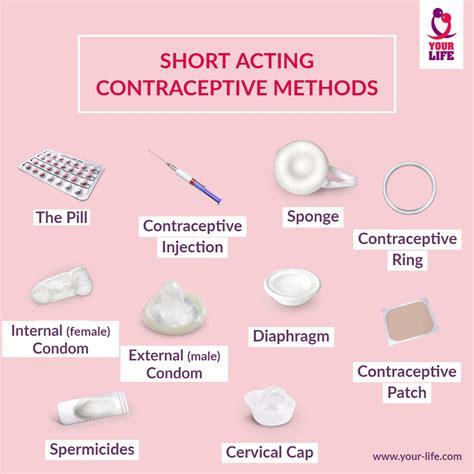 YOUR
LIFE
SHORT ACTING
CONTRACEPTIVE METHODS
The Pill
Contraceptive
Injection
Sponge
Contraceptive
Ring
Internal (female)
Condom
External (male)
Condom
Diaphragm
Contraceptive
Patch
Spermicides
Cervical Cap
www.your-life.com